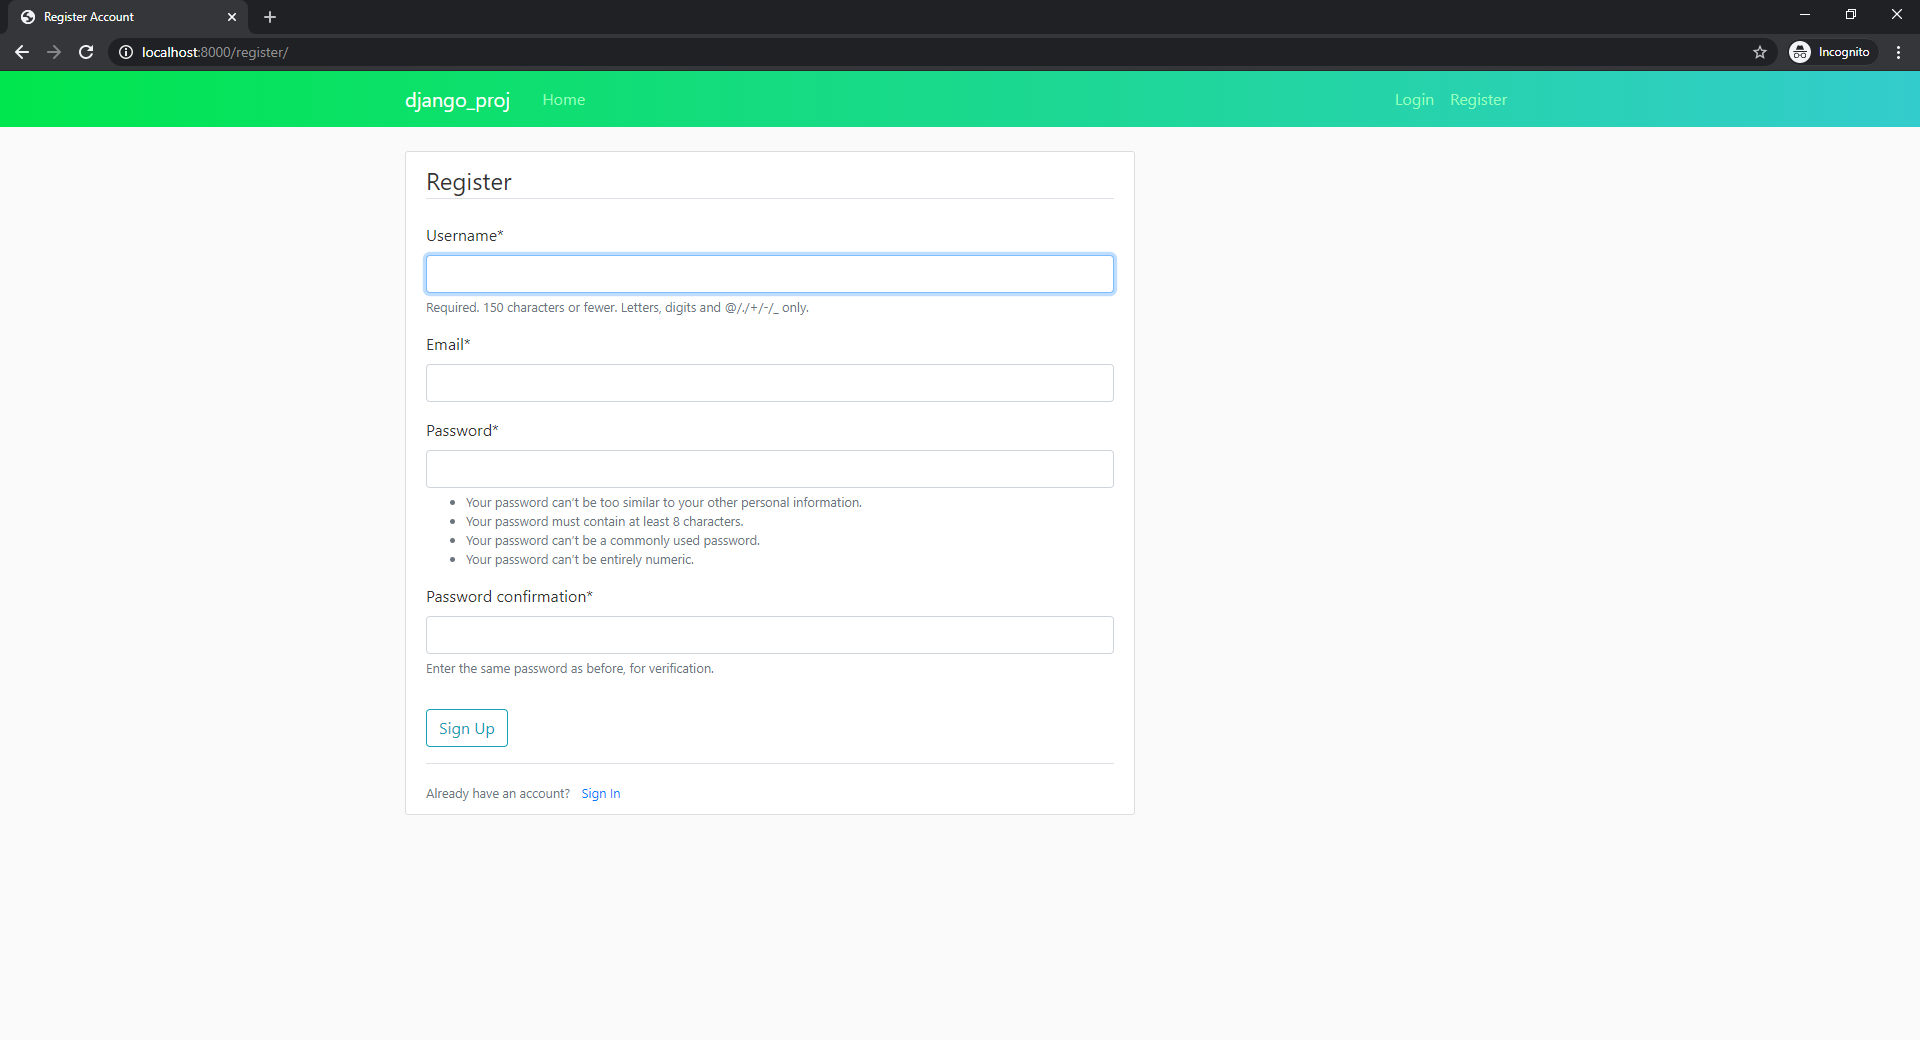 Register Account
localhost:8000/register/
Incognito
django_proj Home Login Register
Register
Username*
Required. 150 characters or fewer. Letters, digits and @/./+/-/_ only.
Email*
Password*
Your password can’t be too similar to your other personal information.
Your password must contain at least 8 characters.
Your password can’t be a commonly used password.
Your password can’t be entirely numeric.
Password confirmation*
Enter the same password as before, for verification.
Sign Up
Already have an account? Sign In